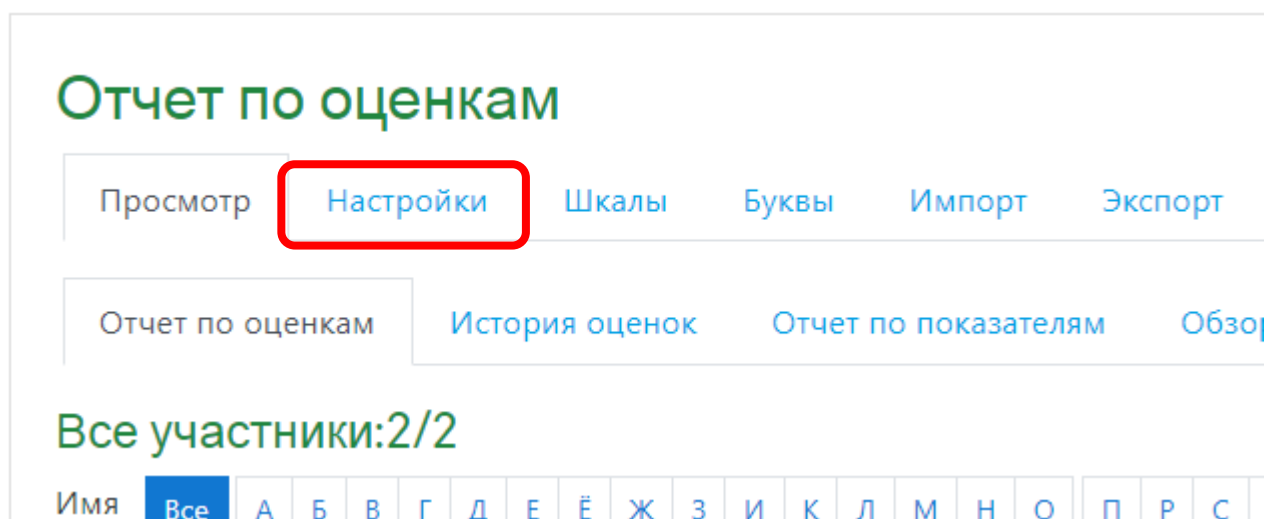 Отчет по оценкам
Просмотр Настройки Шкалы Буквы Импорт Экспорт
Отчет по оценкам История оценок Отчет по показателям
Все участники:2/2
Имя Все А Б В Г Д Е Ё Ж З И К Л М Н О П Р С